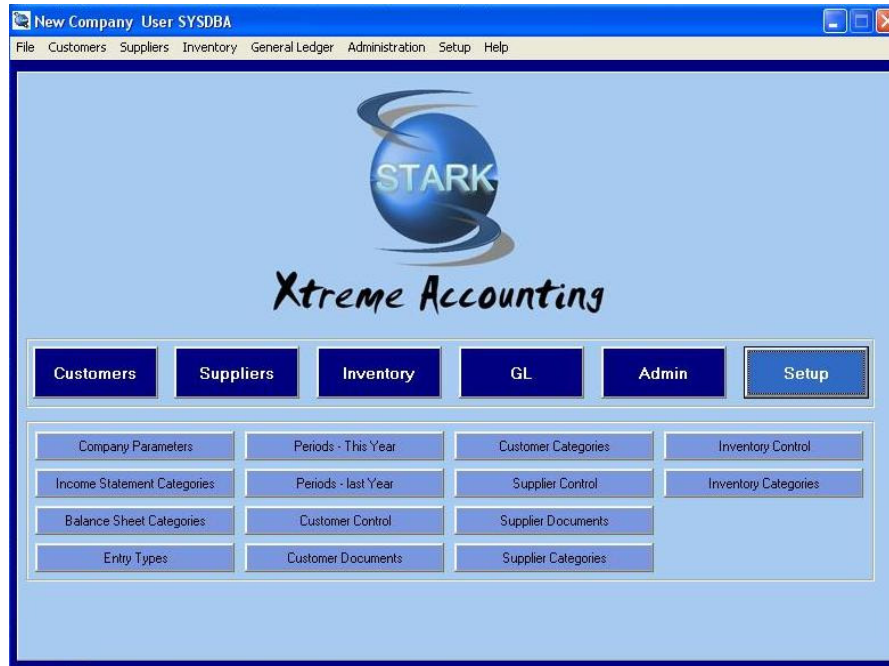 New Company User SYSDBA
File Customers Suppliers Inventory General Ledger Administration Setup Help
STARK
Xtreme Accounting
Customers Suppliers Inventory GL Admin Setup
Company Parameters Periods - This Year Customer Categories Inventory Control
Income Statement Categories Periods - last Year Supplier Control Inventory Categories
Balance Sheet Categories Customer Control Supplier Documents
Entry Types Customer Documents Supplier Categories